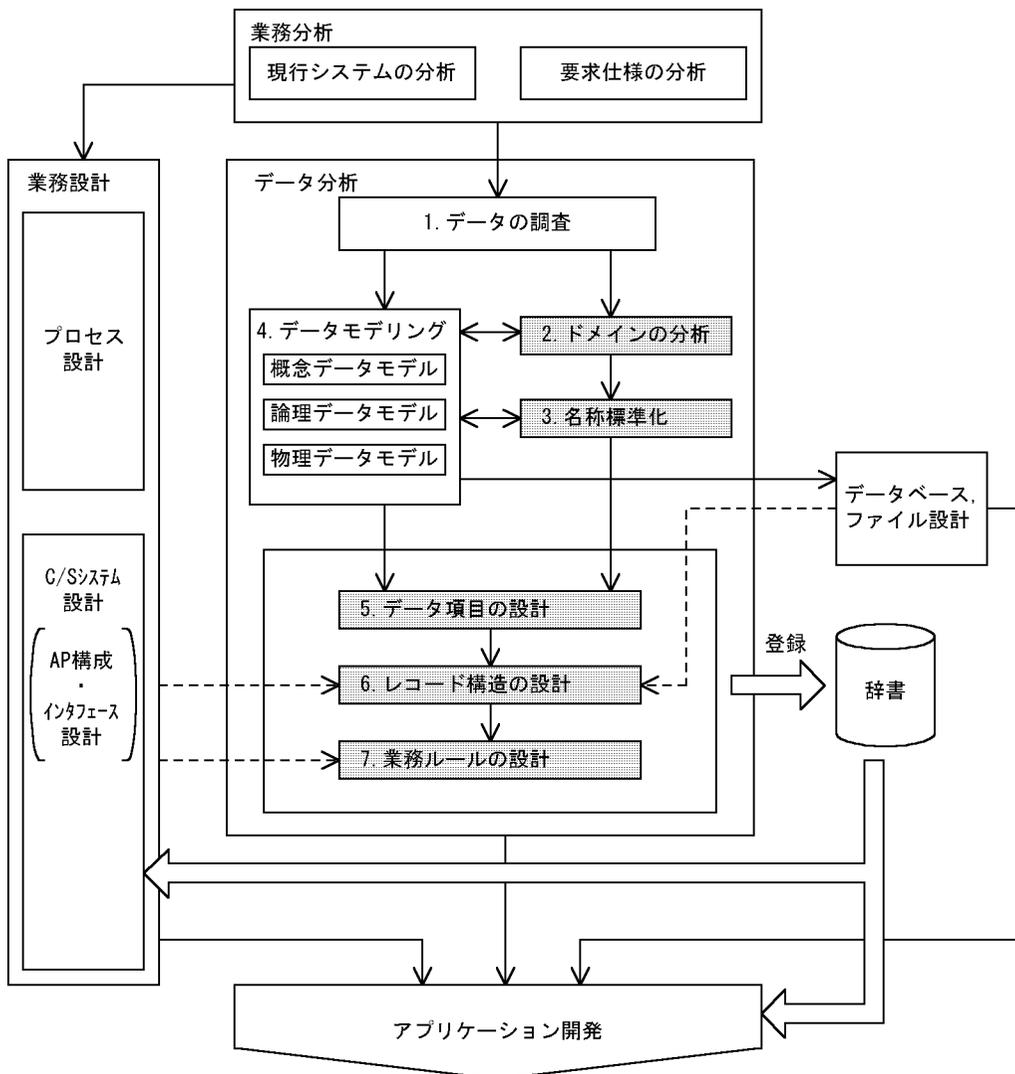 業務分析
現行システムの分析
要求仕様の分析
業務設計
プロセス
設計
C/Sシステム
設計
AP構成
・
インタフェース
設計
データ分析
1.データの調査
4.データモデリング
概念データモデル
論理データモデル
物理データモデル
2.ドメインの分析
3.名称標準化
データベース,
ファイル設計
5.データ項目の設計
6.レコード構造の設計
7.業務ルールの設計
登録
辞書
アプリケーション開発